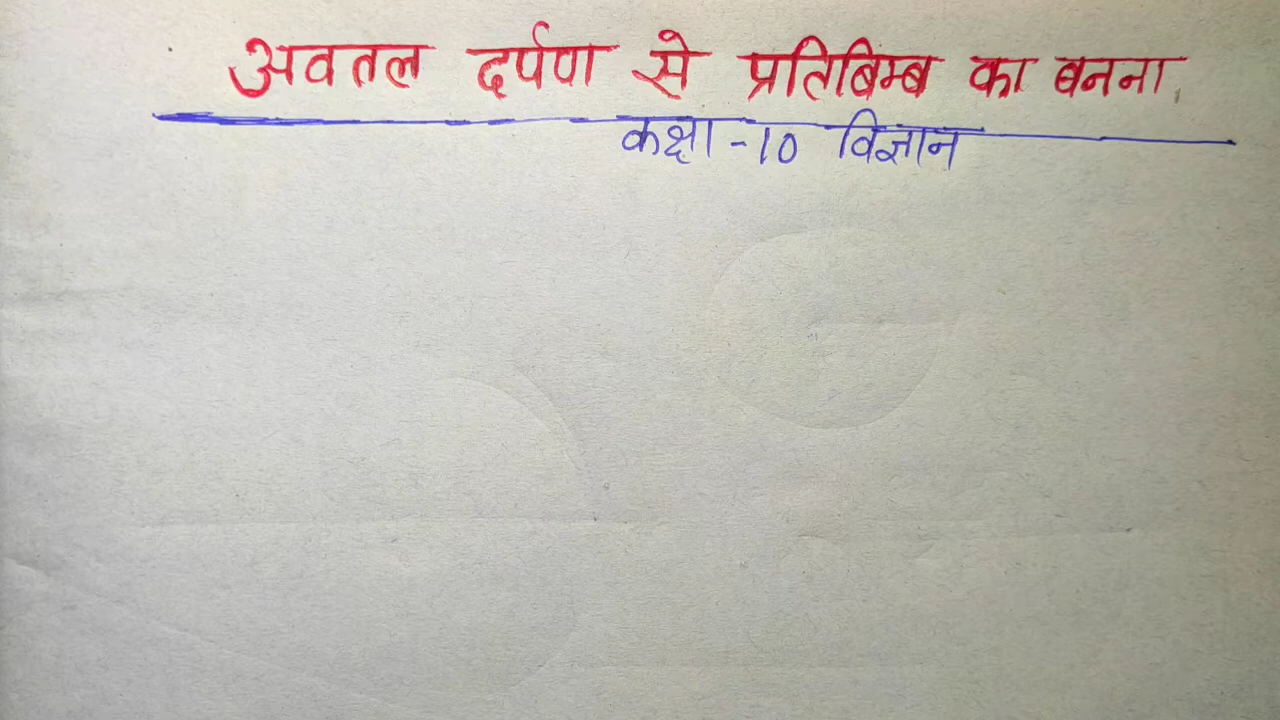 अवतल दर्पण से प्रतिबिम्ब का बनना
कक्षा - 10 विज्ञान